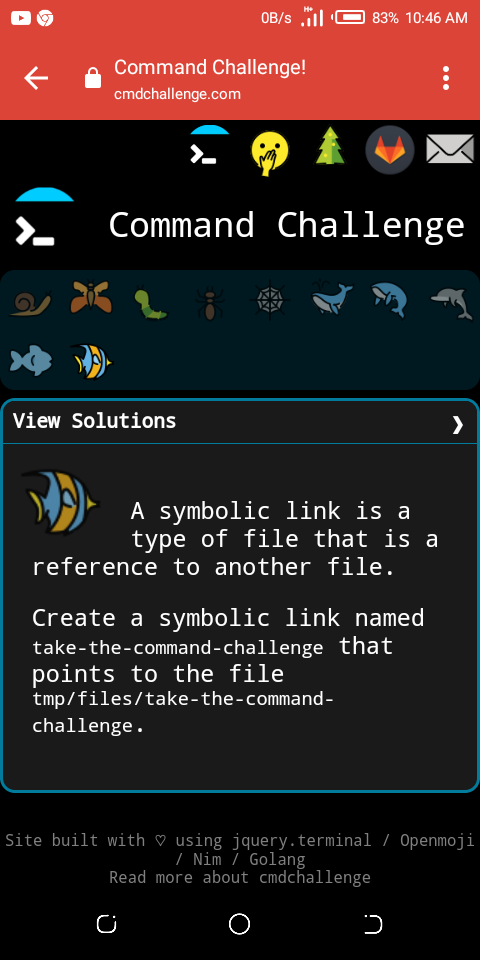 0B/s H+ 83% 10:46 AM
Command Challenge!
cmdchallenge.com
Command Challenge
View Solutions
A symbolic link is a
type of file that is a
reference to another file.
Create a symbolic link named
take-the-command-challenge that
points to the file
tmp/files/take-the-command-
challenge.
Site built with ♡ using jquery.terminal / Openmoji
/ Nim / Golang
Read more about cmdchallenge